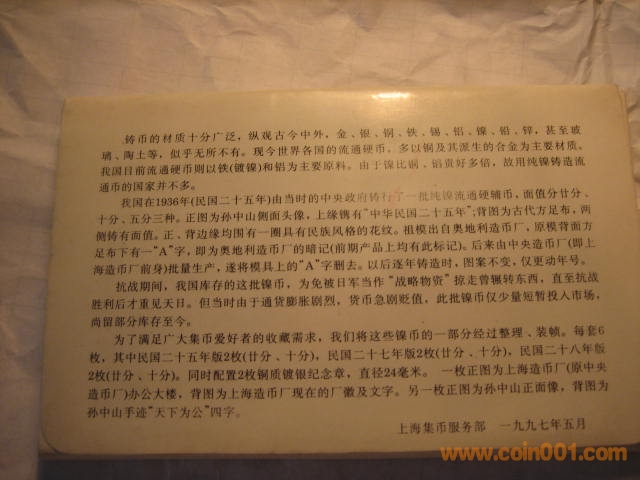 铸币的材质十分广泛，纵观古今中外，金、银、铜、铁、锡、铝、镍、铅、锌，甚至玻
璃、陶土等，似乎无所不有。现今世界各国的流通硬币，多以铜及其派生的合金为主要材质。
我国目前流通硬币则以铁(镀镍)和铝为主要原料。由于镍比铜、铝贵好多倍，故用纯镍铸造流
通币的国家并不多。
我国在1936年(民国二十五年)由当时的中央政府铸行了一批纯镍流通硬辅币，面值分廿分、
十分、五分三种。正图为孙中山侧面头像，上缘镌有"中华民国二十五年"；背图为古代方足布，两
侧铸有面值。正、背边缘均围有一圈具有民族风格的花纹。祖模出自奥地利造币厂，原模背面方
足布下有一"A"字，即为奥地利造币厂的暗记(前期产品上均有此标记)。后来由中央造币厂(即上
海造币厂前身)批量生产，遂将模具上的"A"字删去。以后逐年铸造时，图案不变，仅更动年号。
抗战期间，我国库存的这批镍币，为免被日军当作"战略物资"掠走曾辗转东西，直至抗战
胜利后才重见天日。但当时由于通货膨胀剧烈，货币急剧贬值，此批镍币仅少量短暂投入市场，
尚留部分库存至今。
为了满足广大集币爱好者的收藏需求，我们将这些镍币的一部分经过整理、装帧。每套6
枚，其中民国二十五年版2枚(廿分、十分)，民国二十七年版2枚(廿分、十分)，民国二十八年版
2枚(廿分、十分)。同时配置2枚铜质镀银纪念章，直径24毫米。一枚正图为上海造币厂(原中央
造币厂)办公大楼，背图为上海造币厂现在的厂徽及文字。另一枚正图为孙中山正面像，背图为
孙中山手迹"天下为公"四字。
上海集币服务部 一九九七年五月
www.coin001.com